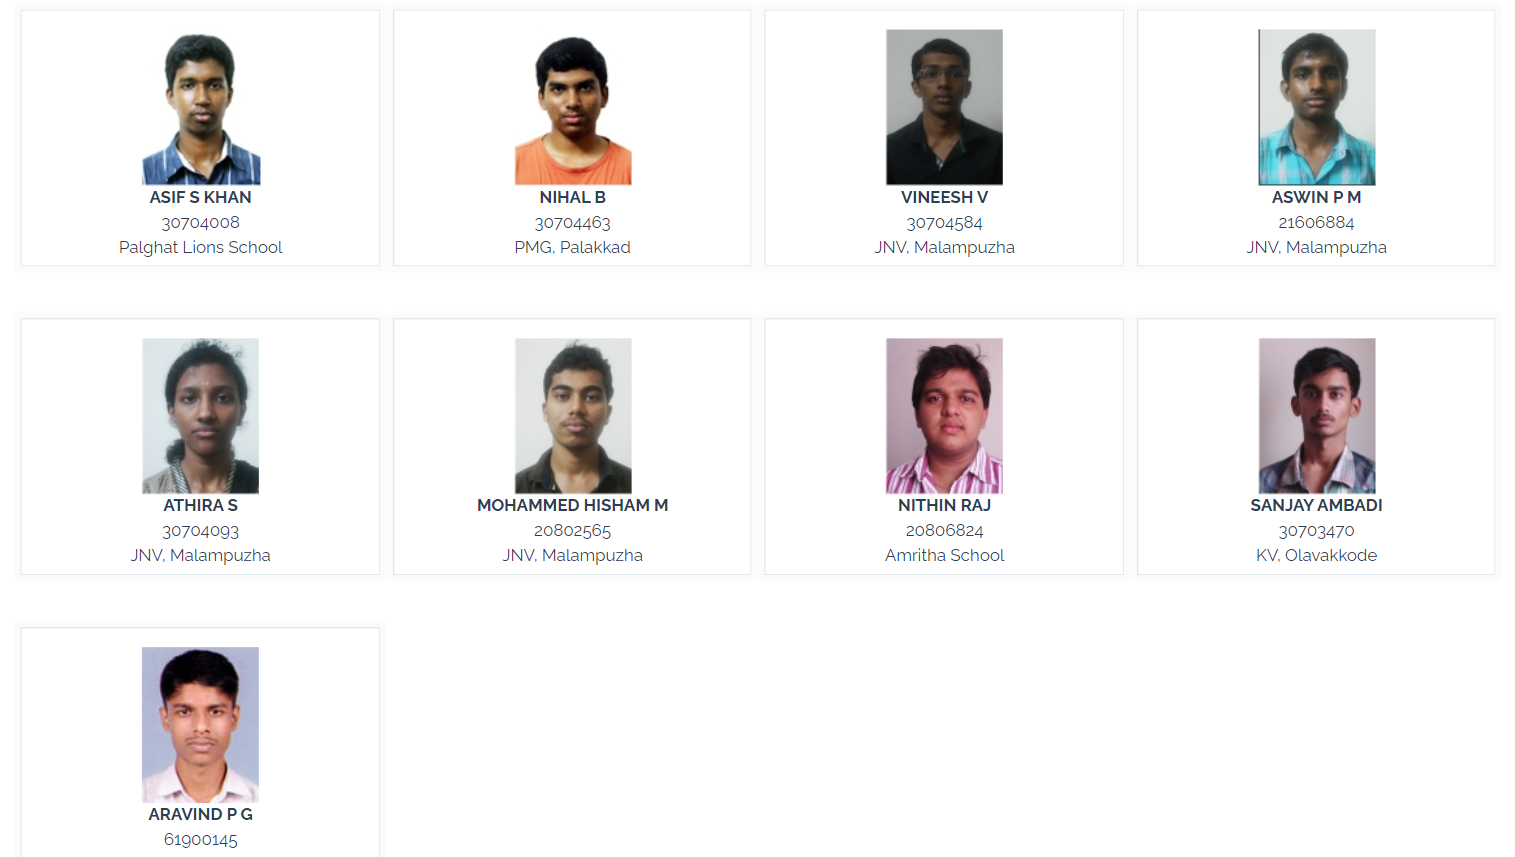 ASIF S KHAN
30704008
Palghat Lions School
NIHAL B
30704463
PMG, Palakkad
VINEESH V
30704584
JNV, Malampuzha
ASWIN P M
21606884
JNV, Malampuzha
ATHIRA S
30704093
JNV, Malampuzha
MOHAMMED HISHAM M
20802565
JNV, Malampuzha
NITHIN RAJ
20806824
Amritha School
SANJAY AMBADI
30703470
KV, Olavakkode
ARAVIND P G
61900145